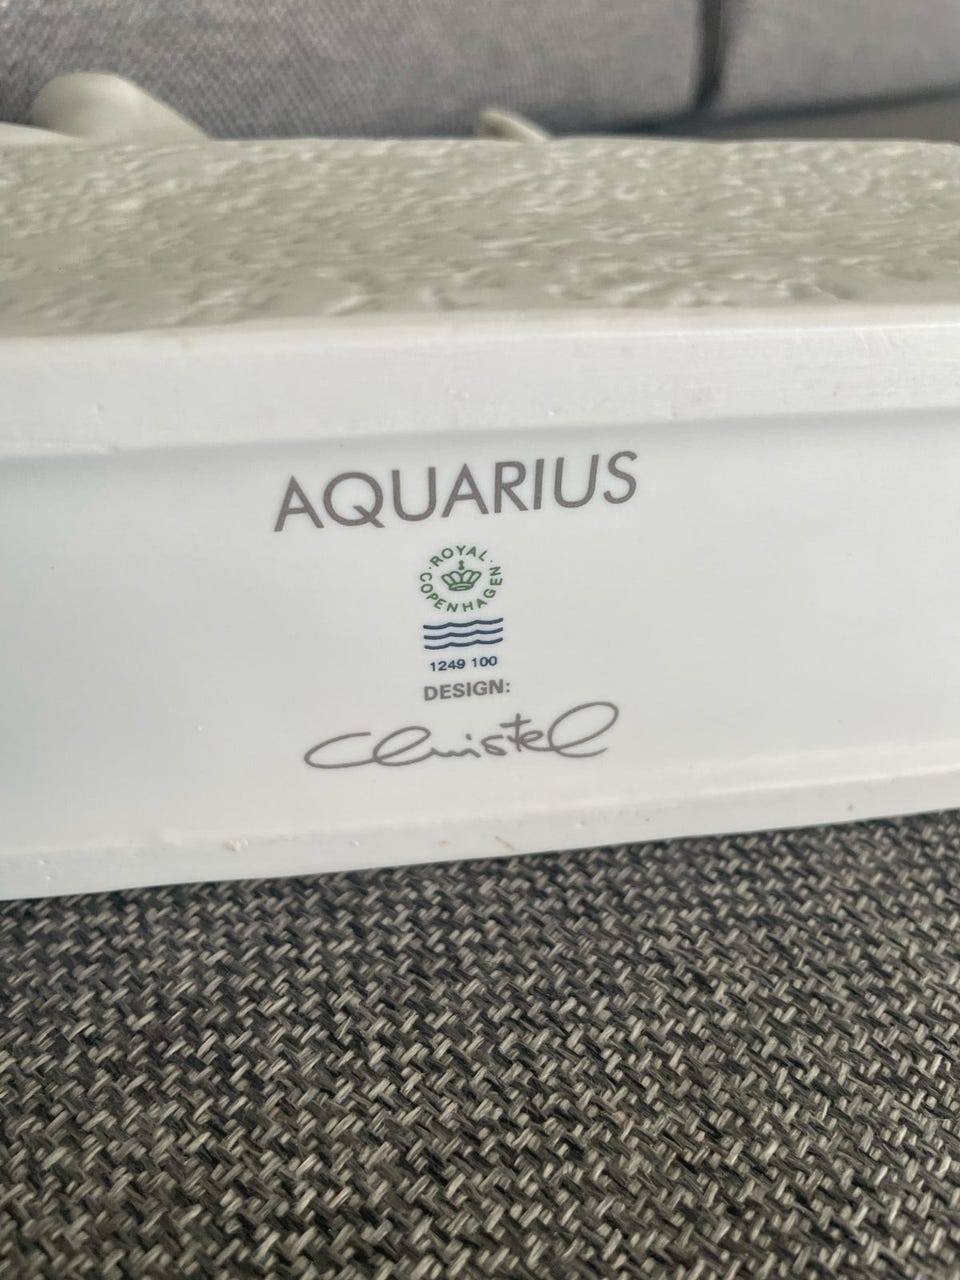 AQUARIUS
ROYAL COPENHAGEN
1249 100
DESIGN:
Christel